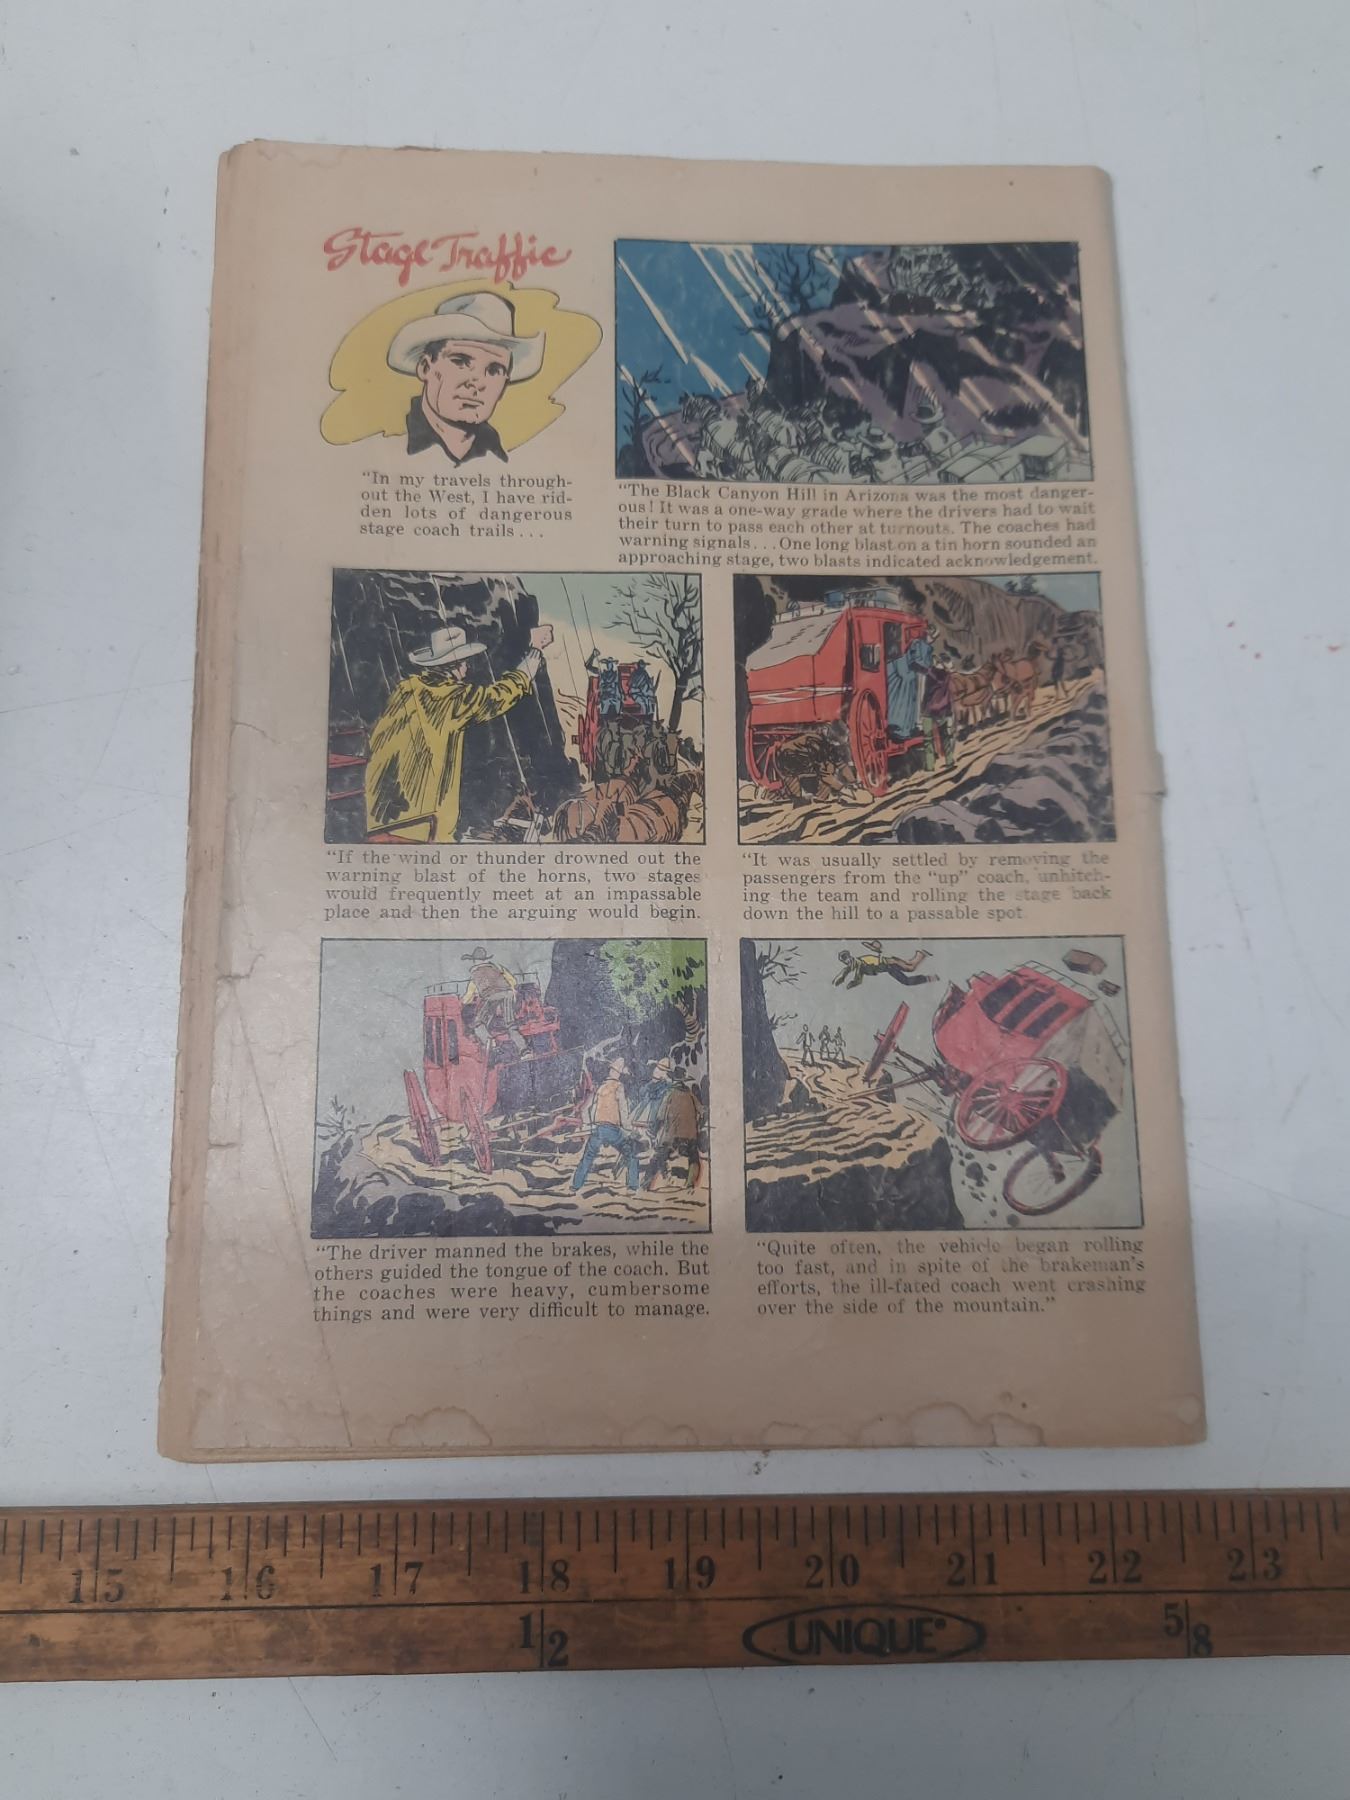 Stage Traffic
"In my travels through-
out the West, I have rid-
den lots of dangerous
stage coach trails...
"The Black Canyon Hill in Arizona was the most danger-
ous! It was a one-way grade where the drivers had to wait
their turn to pass each other at turnouts. The coaches had
warning signals...One long blast on a tin horn sounded an
approaching stage, two blasts indicated acknowledgement.
"If the wind or thunder drowned out the
warning blast of the horns, two stages
would frequently meet at an impassable
place and then the arguing would begin.
"It was usually settled by removing the
passengers from the "up" coach, unhitch-
ing the team and rolling the stage back
down the hill to a passable spot
"The driver manned the brakes, while the
others guided the tongue of the coach. But
the coaches were heavy, cumbersome
things and were very difficult to manage.
"Quite often, the vehicle began rolling
too fast, and in spite of the brakeman's
efforts, the ill-fated coach went crashing
over the side of the mountain."
15 16 17 18 19 20 21 22 23
1/2 UNIQUE 5/8